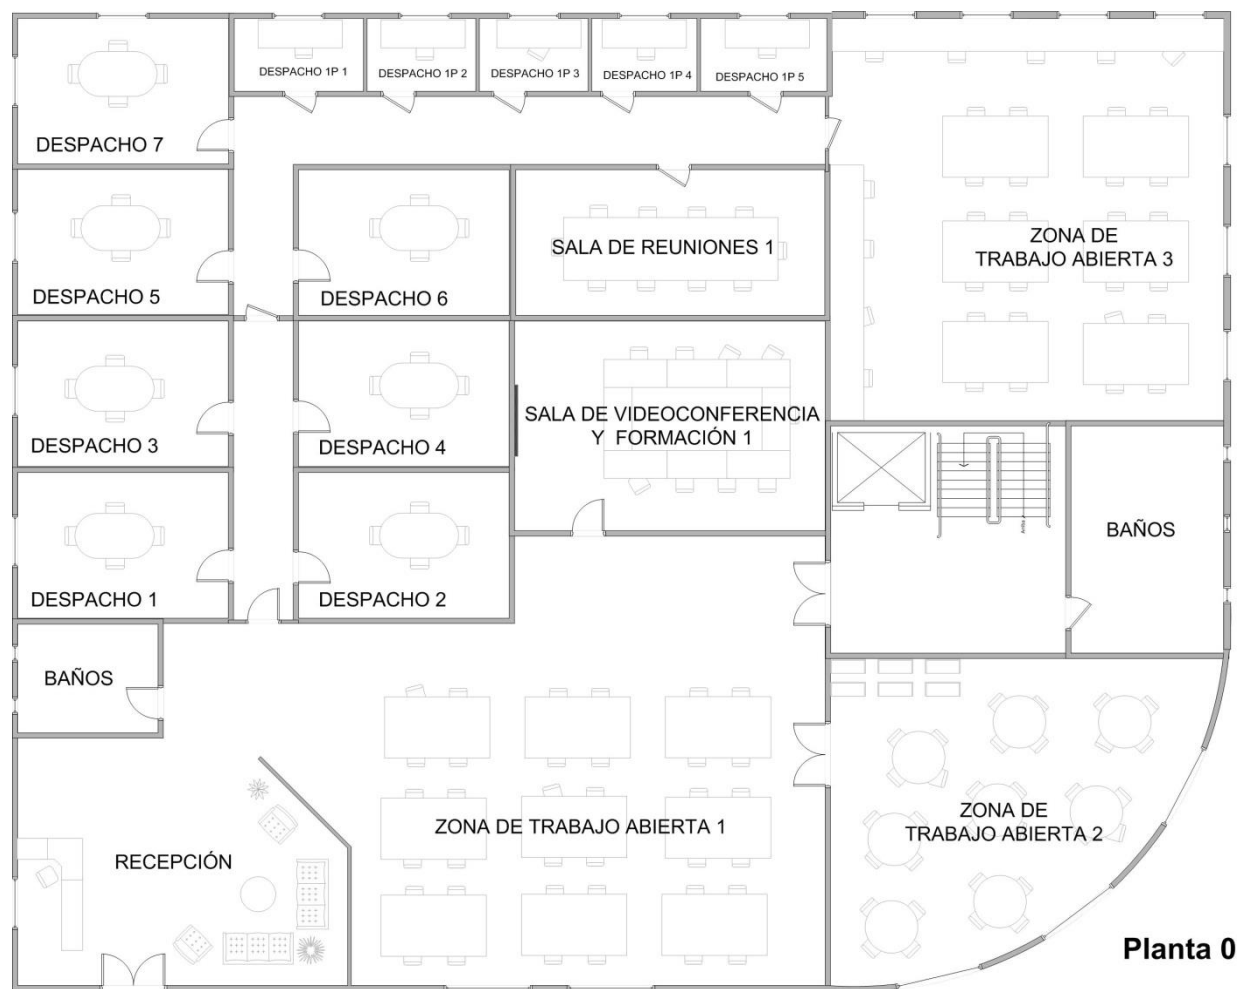 DESPACHO 1P 1
DESPACHO 1P 2
DESPACHO 1P 3
DESPACHO 1P 4
DESPACHO 1P 5
DESPACHO 7
DESPACHO 5
DESPACHO 6
SALA DE REUNIONES 1
ZONA DE
TRABAJO ABIERTA 3
DESPACHO 3
DESPACHO 4
SALA DE VIDEOCONFERENCIA
Y FORMACIÓN 1
DESPACHO 1
DESPACHO 2
Arriba
BAÑOS
BAÑOS
RECEPCIÓN
ZONA DE TRABAJO ABIERTA 1
ZONA DE
TRABAJO ABIERTA 2
Planta 0